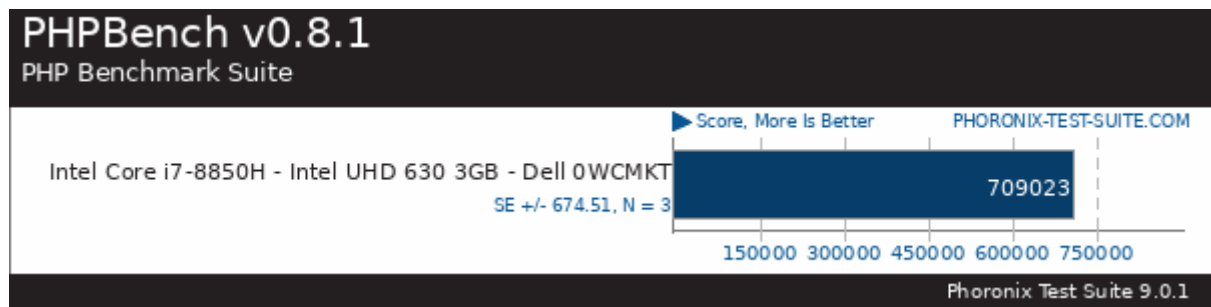 PHPBench v0.8.1
PHP Benchmark Suite
Score, More Is Better
PHORONIX-TEST-SUITE.COM
Intel Core i7-8850H - Intel UHD 630 3GB - Dell 0WCMKT
709023
SE +/- 674.51, N = 3
150000 300000 450000 600000 750000
Phoronix Test Suite 9.0.1